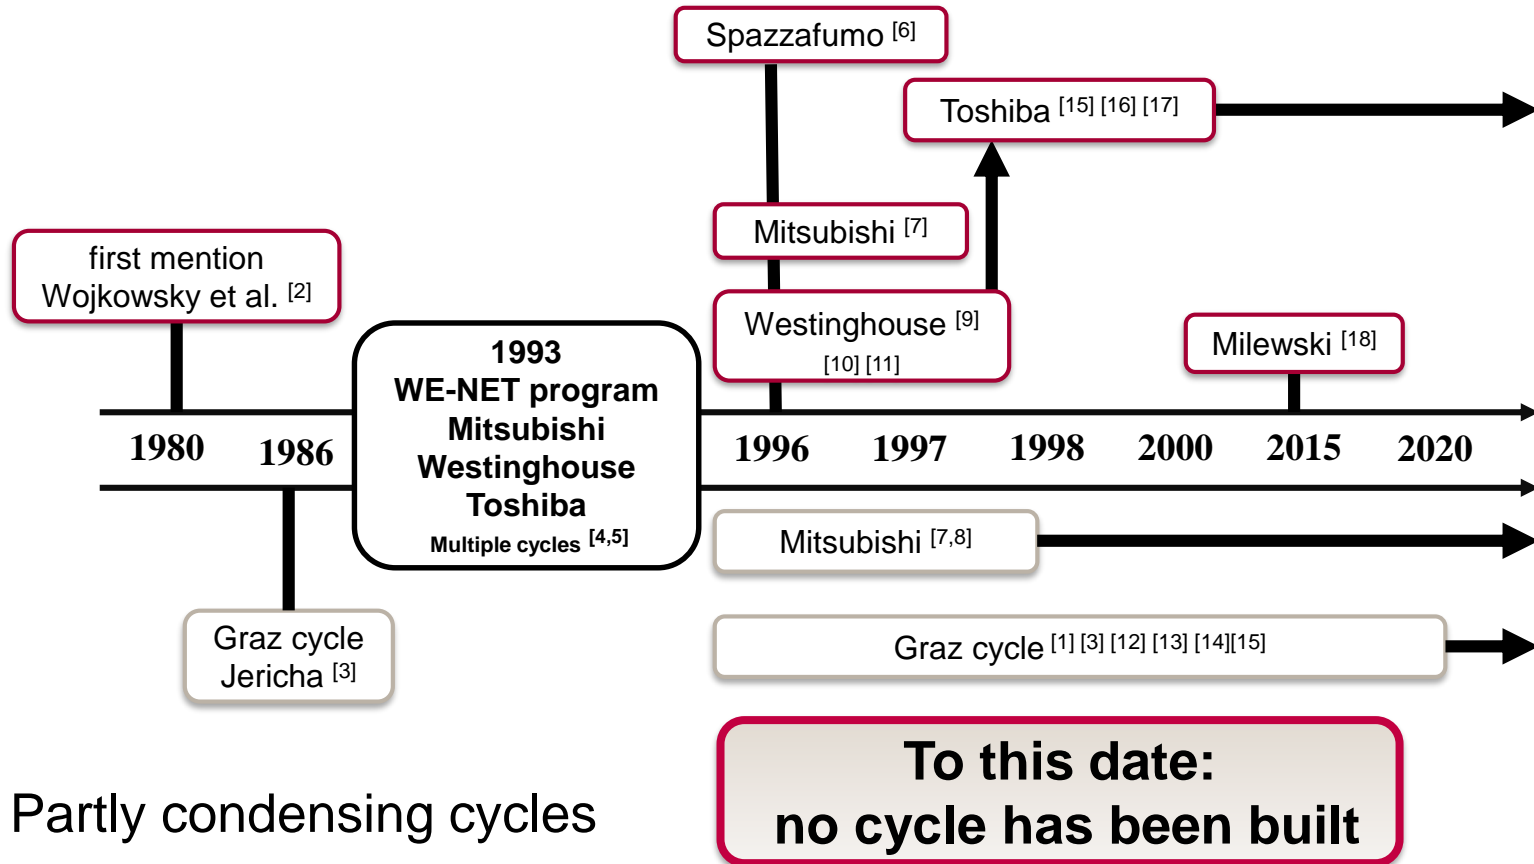 Spazzafumo [6]
Toshiba [15] [16] [17]
Mitsubishi [7]
first mention
Wojkowsky et al. [2]
Westinghouse [9]
[10] [11]
Milewski [18]
1993
WE-NET program
Mitsubishi
Westinghouse
Toshiba
Multiple cycles [4,5]
1980
1986
1996
1997
1998
2000
2015
2020
Mitsubishi [7,8]
Graz cycle
Jericha [3]
Graz cycle [1] [3] [12] [13] [14][15]
To this date:
no cycle has been built
Partly condensing cycles